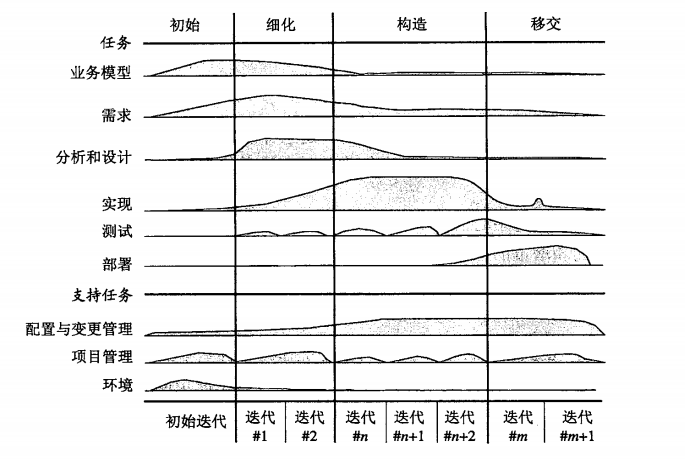 初始 细化 构造 移交
任务
业务模型
需求
分析和设计
实现
测试
部署
支持任务
配置与变更管理
项目管理
环境
初始迭代 迭代 迭代 迭代 迭代 迭代 迭代 迭代
#1 #2 #n #n+1 #n+2 #m #m+1